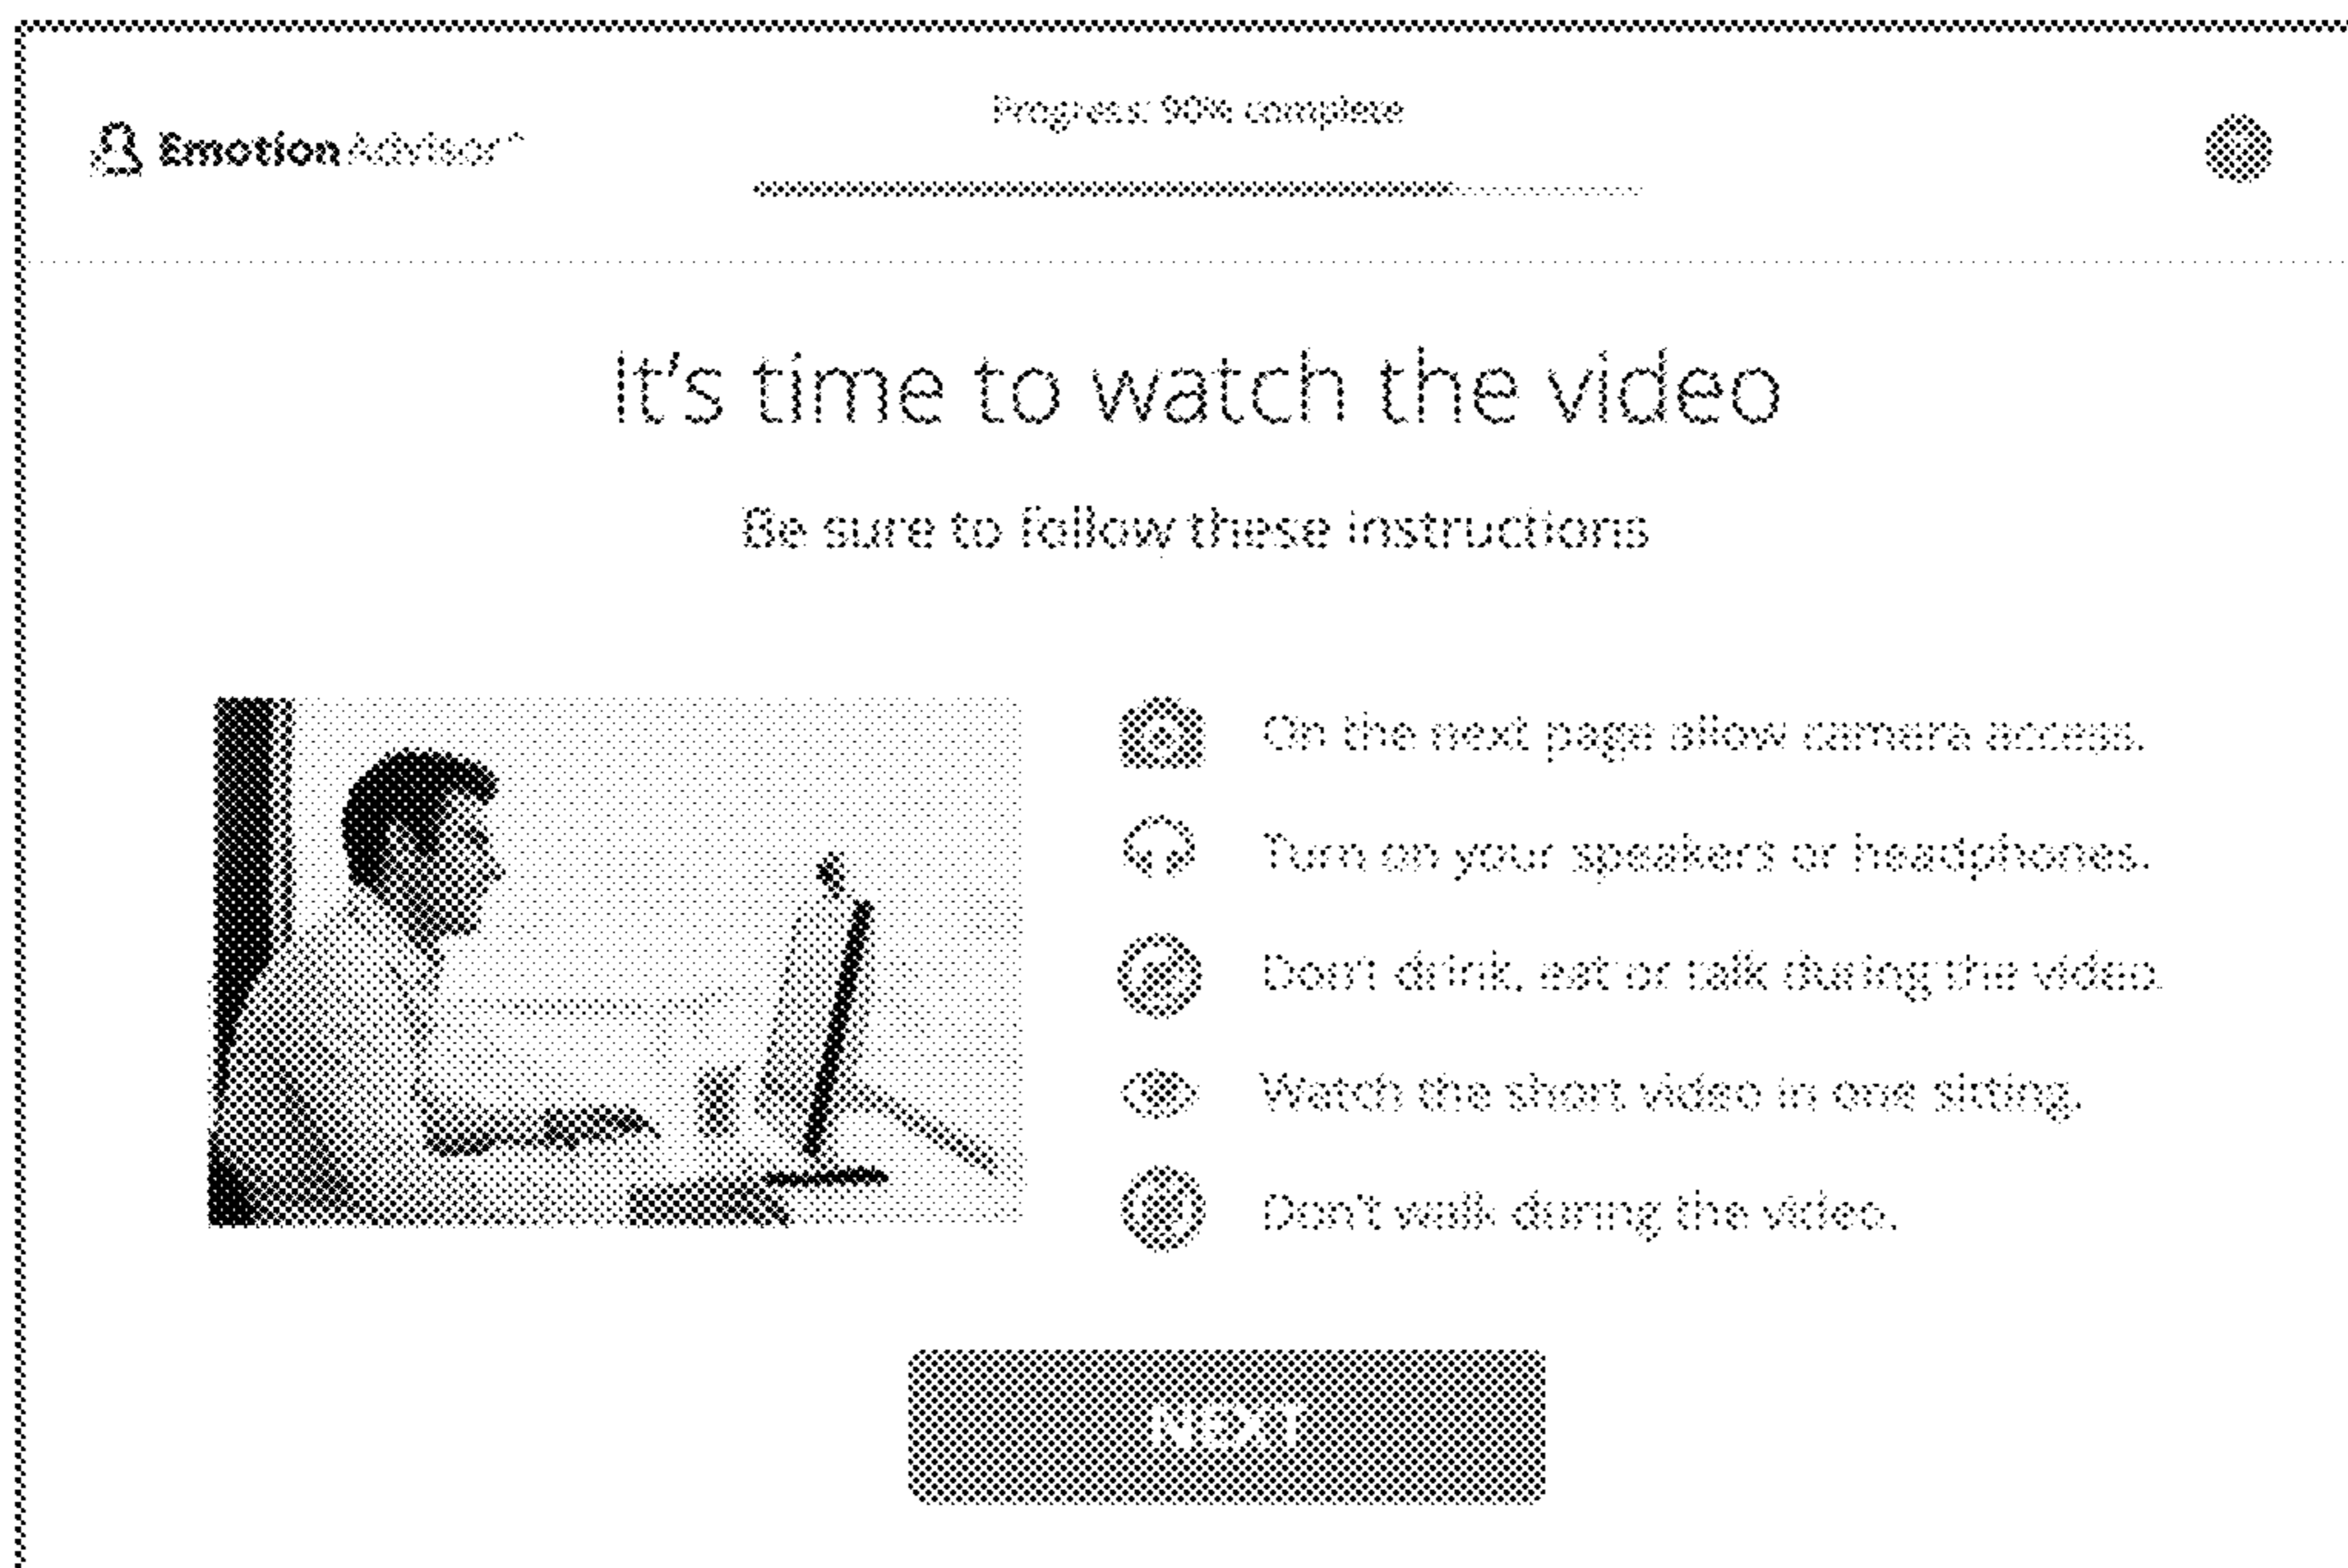 Progress: 90% complete
EmotionAdvisor™
It's time to watch the video
Be sure to follow these instructions
On the next page allow camera access.
Turn on your speakers or headphones.
Don't drink, eat or talk during the video.
Watch the short video in one sitting.
Don't walk during the video.
NEXT